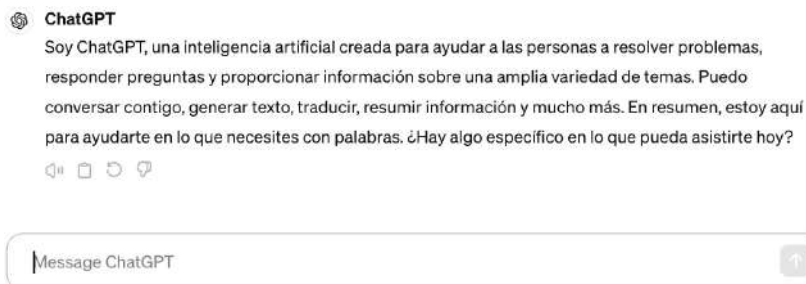 ChatGPT
Soy ChatGPT, una inteligencia artificial creada para ayudar a las personas a resolver problemas,
responder preguntas y proporcionar información sobre una amplia variedad de temas. Puedo
conversar contigo, generar texto, traducir, resumir información y mucho más. En resumen, estoy aquí
para ayudarte en lo que necesites con palabras. ¿Hay algo específico en lo que pueda asistirte hoy?
Message ChatGPT